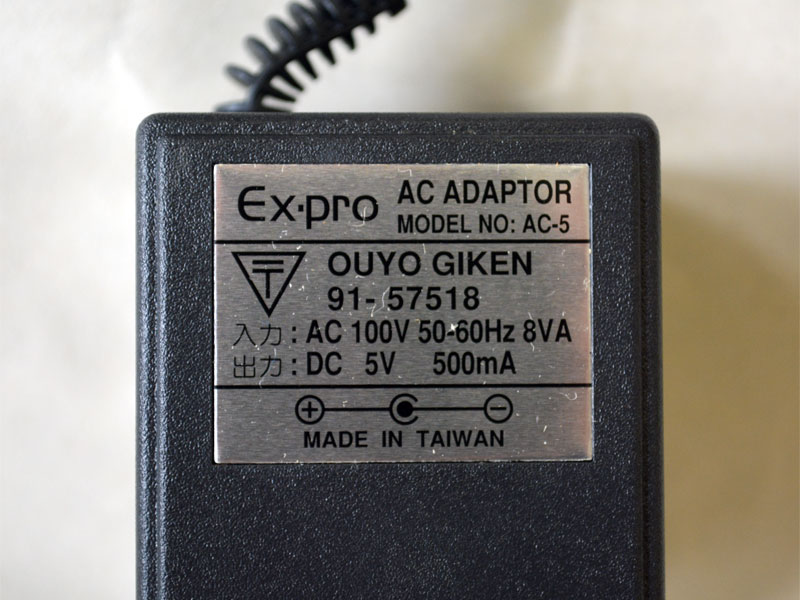 Ex·pro AC ADAPTOR
MODEL NO: AC-5
OUYO GIKEN
91-57518
入力: AC 100V 50-60Hz 8VA
出力: DC 5V 500mA
MADE IN TAIWAN